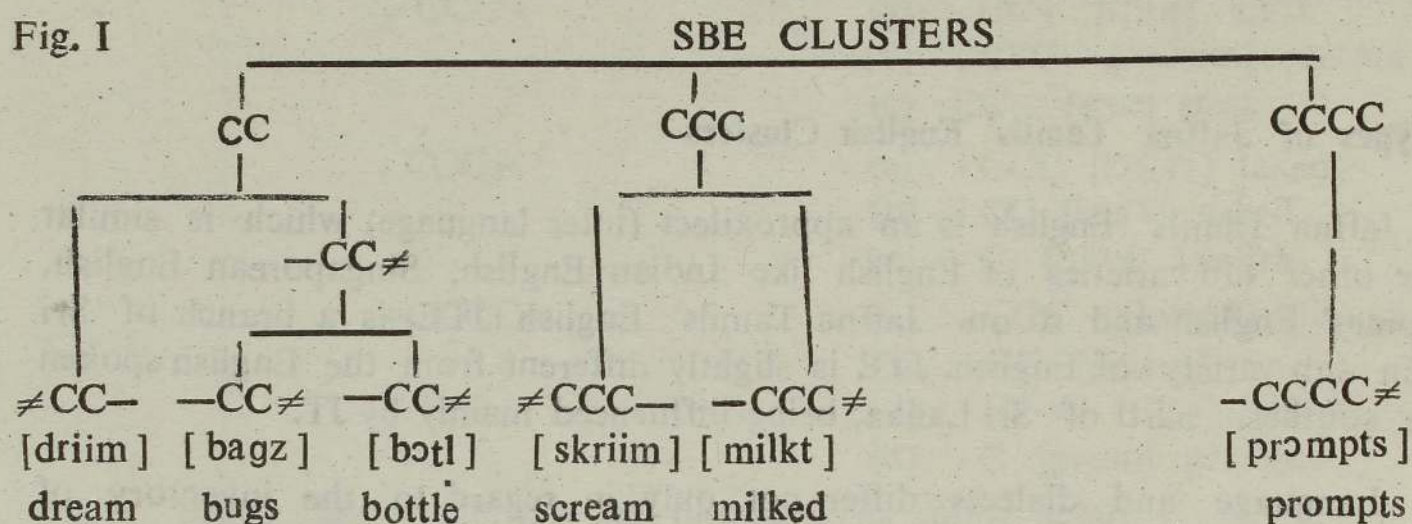 Fig. I SBE CLUSTERS
CC CCC CCCC
—CC≠
≠CC— —CC≠ —CC≠ ≠CCC— —CCC≠ —CCCC≠
[driim] [bagz] [bɔtl] [skriim] [milkt] [prɔmpts]
dream bugs bottle scream milked prompts